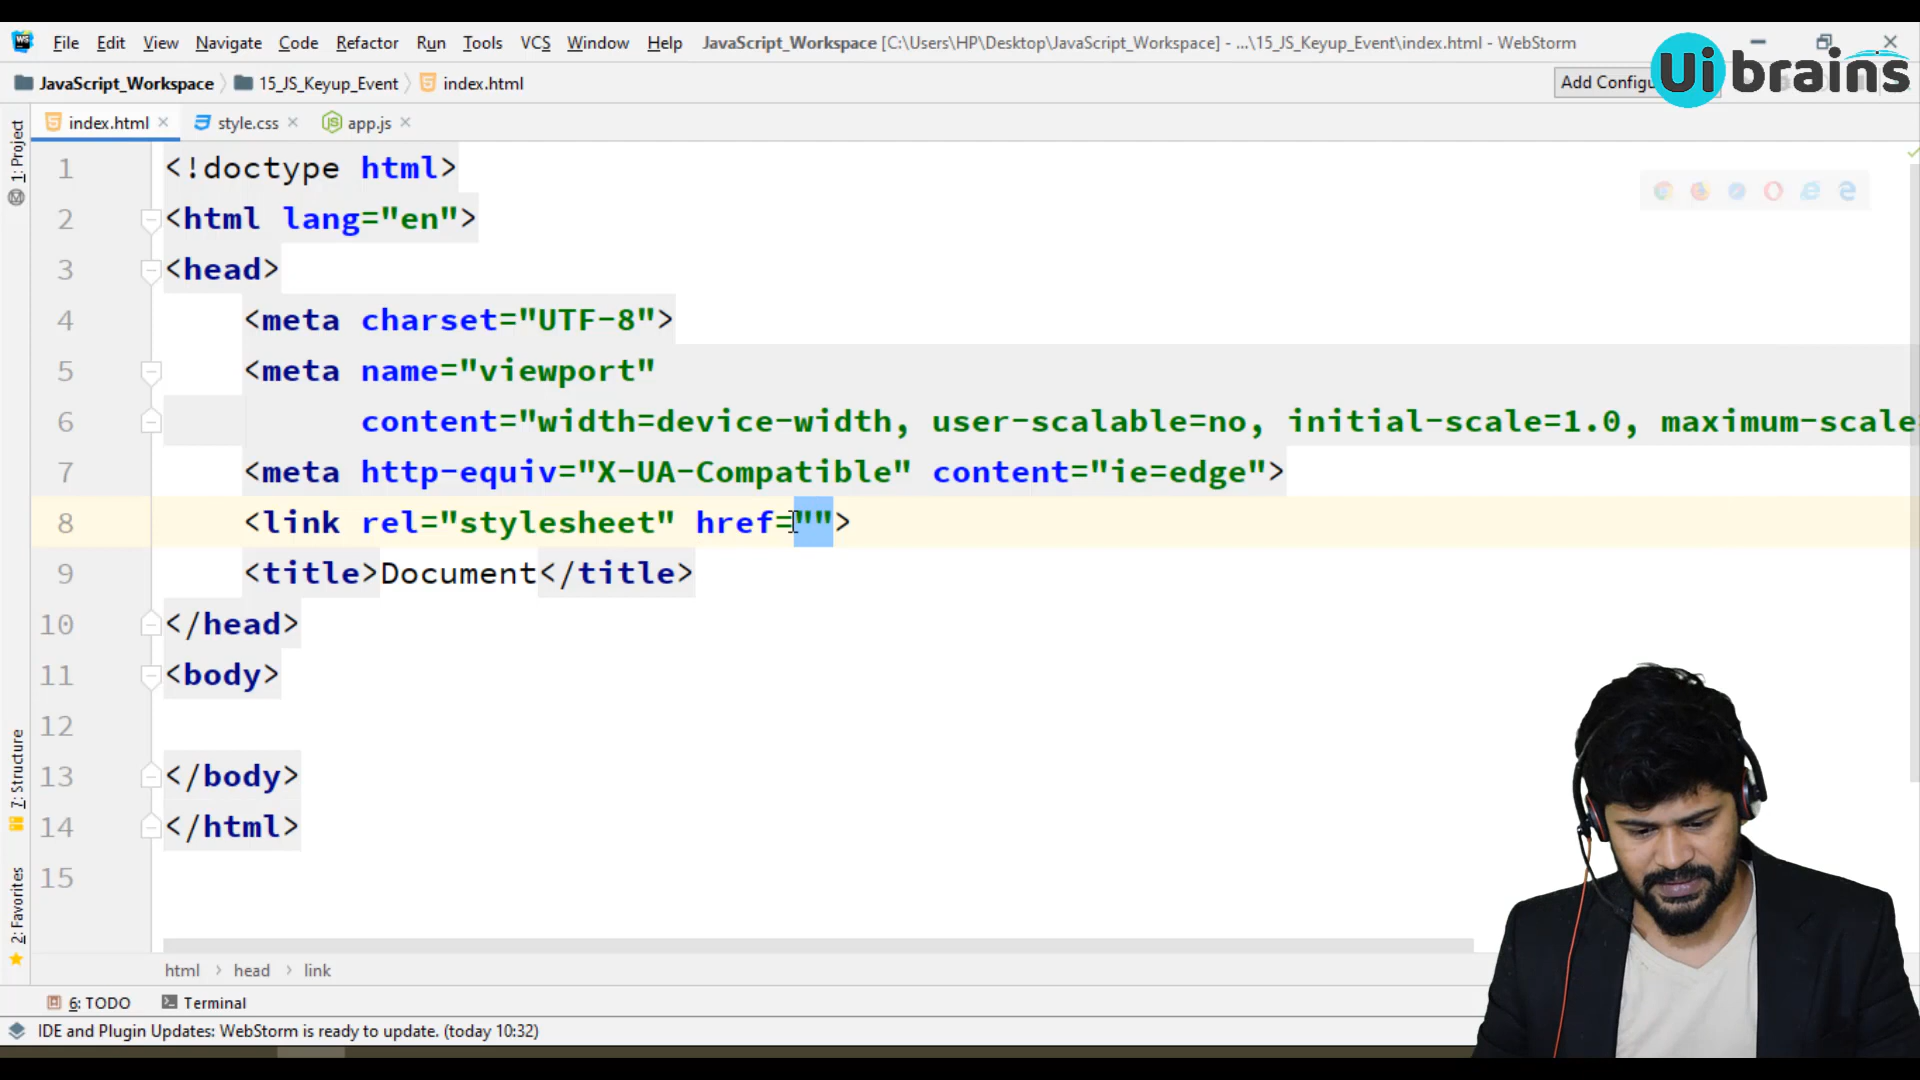 File Edit View Navigate Code Refactor Run Tools VCS Window Help JavaScript_Workspace [C:\Users\HP\Desktop\JavaScript_Workspace] - ...\15_JS_Keyup_Event\index.html - WebStorm
Ui brains
JavaScript_Workspace 15_JS_Keyup_Event index.html Add Configu
index.html style.css app.js
1: Project
1 <!doctype html>
2 <html lang="en">
3 <head>
4 <meta charset="UTF-8">
5 <meta name="viewport"
6 content="width=device-width, user-scalable=no, initial-scale=1.0, maximum-scale=
7 <meta http-equiv="X-UA-Compatible" content="ie=edge">
8 <link rel="stylesheet" href="">
9 <title>Document</title>
10 </head>
11 <body>
12
13 </body>
14 </html>
15
7: Structure
2: Favorites
html › head › link
6: TODO Terminal
IDE and Plugin Updates: WebStorm is ready to update. (today 10:32)